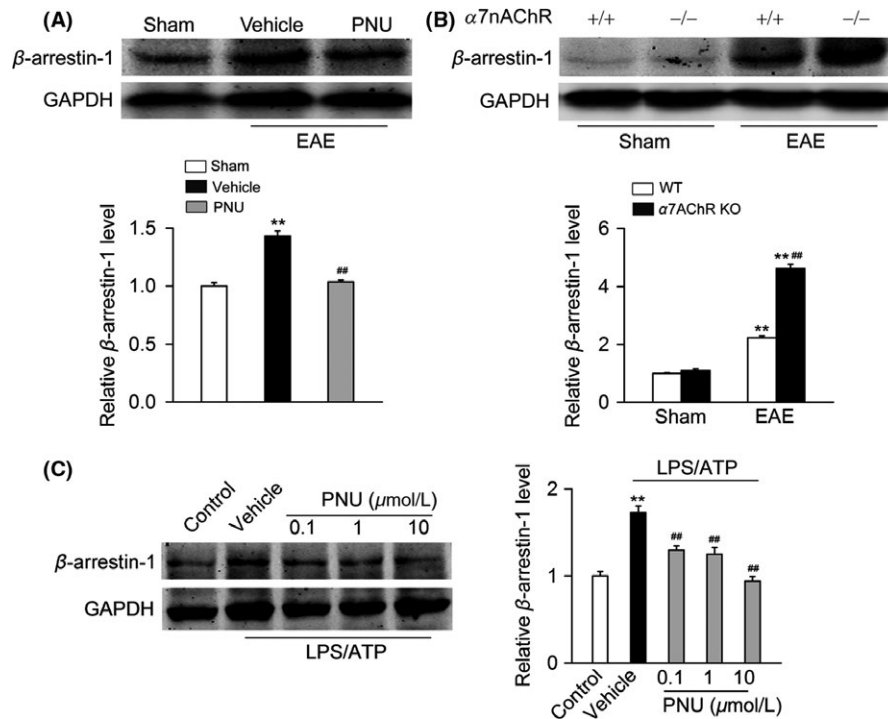 (A)
Sham Vehicle PNU
β-arrestin-1
GAPDH
EAE
Sham
Vehicle
PNU
Relative β-arrestin-1 level
1.5
1.0
0.5
0.0
**
##
(B)
α7nAChR +/+ −/− +/+ −/−
β-arrestin-1
GAPDH
Sham EAE
WT
α7AChR KO
Relative β-arrestin-1 level
6
4
2
0
**
** ##
Sham EAE
(C)
Control Vehicle PNU (μmol/L)
0.1 1 10
β-arrestin-1
GAPDH
LPS/ATP
LPS/ATP
Relative β-arrestin-1 level
2
1
0
**
##
##
##
Control Vehicle 0.1 1 10
PNU (μmol/L)